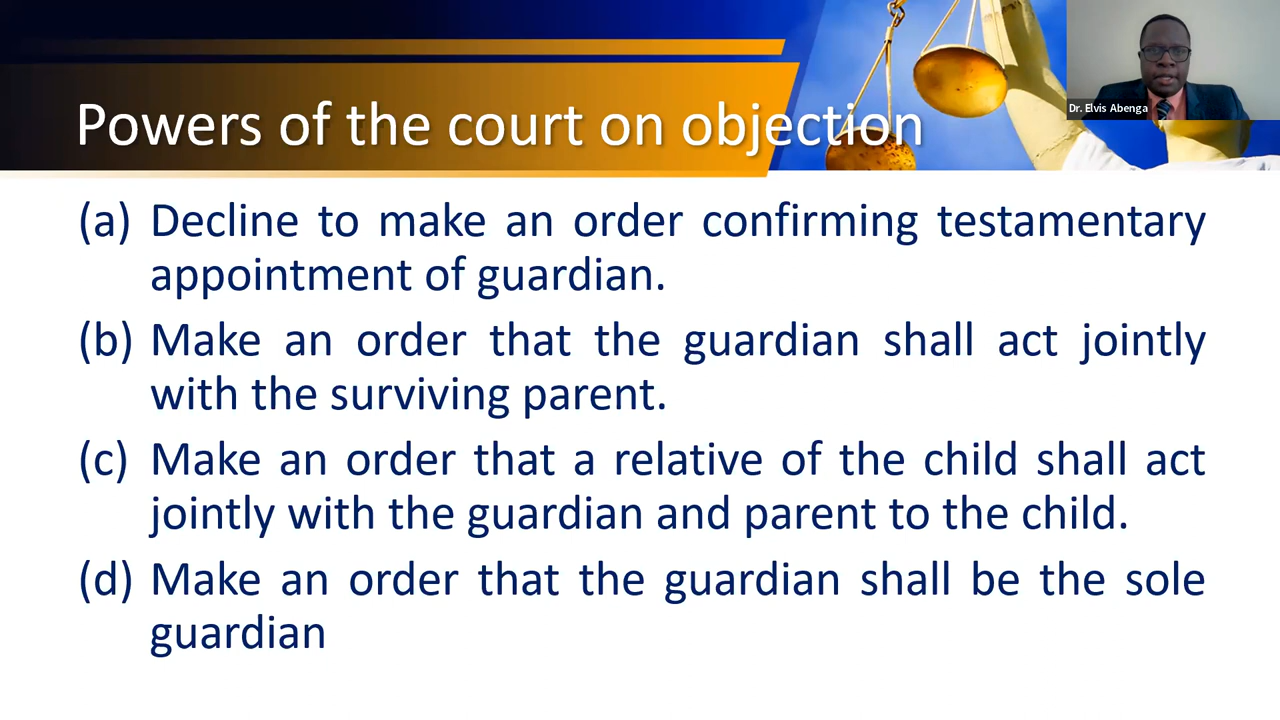 Dr. Elvis Abenga
Powers of the court on objection
(a) Decline to make an order confirming testamentary
appointment of guardian.
(b) Make an order that the guardian shall act jointly
with the surviving parent.
(c) Make an order that a relative of the child shall act
jointly with the guardian and parent to the child.
(d) Make an order that the guardian shall be the sole
guardian